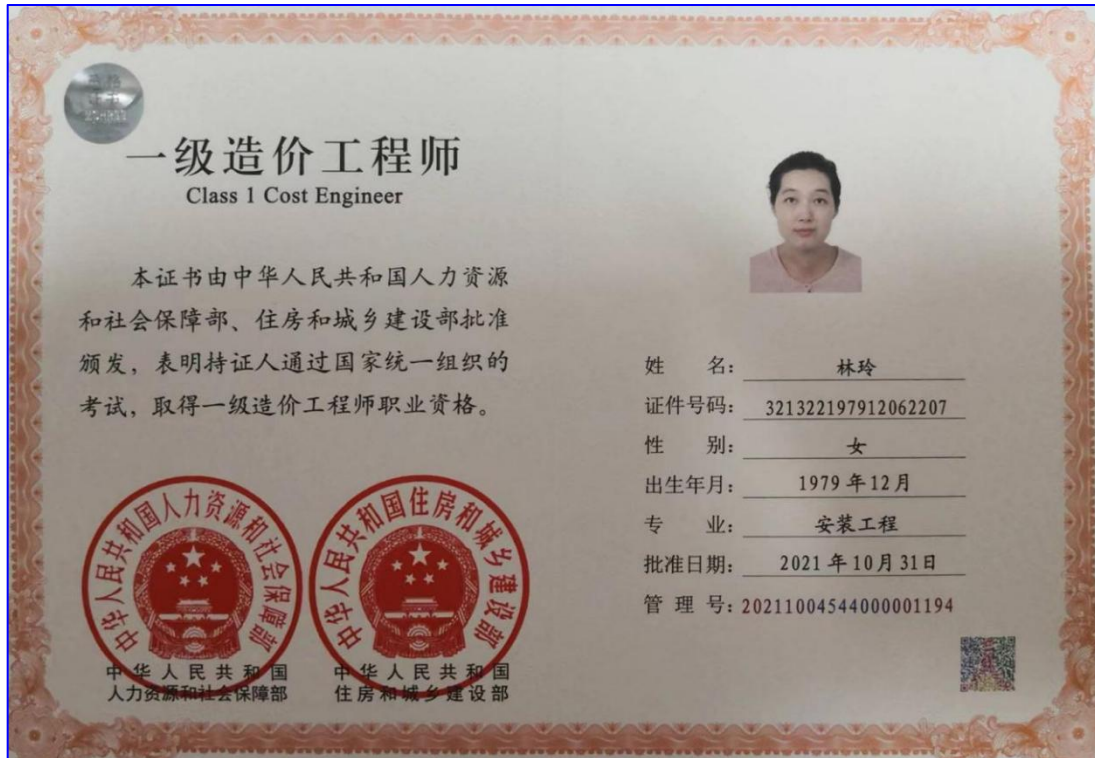 一级造价工程师
Class 1 Cost Engineer
本证书由中华人民共和国人力资源
和社会保障部、住房和城乡建设部批准
颁发，表明持证人通过国家统一组织的
考试，取得一级造价工程师职业资格。
中华人民共和国人力资源和社会保障部
中华人民共和国住房和城乡建设部
中华人民共和国
人力资源和社会保障部
中华人民共和国
住房和城乡建设部
姓 名：林玲
证件号码：321322197912062207
性 别：女
出生年月：1979年12月
专 业：安装工程
批准日期：2021年10月31日
管 理 号：20211004544000001194